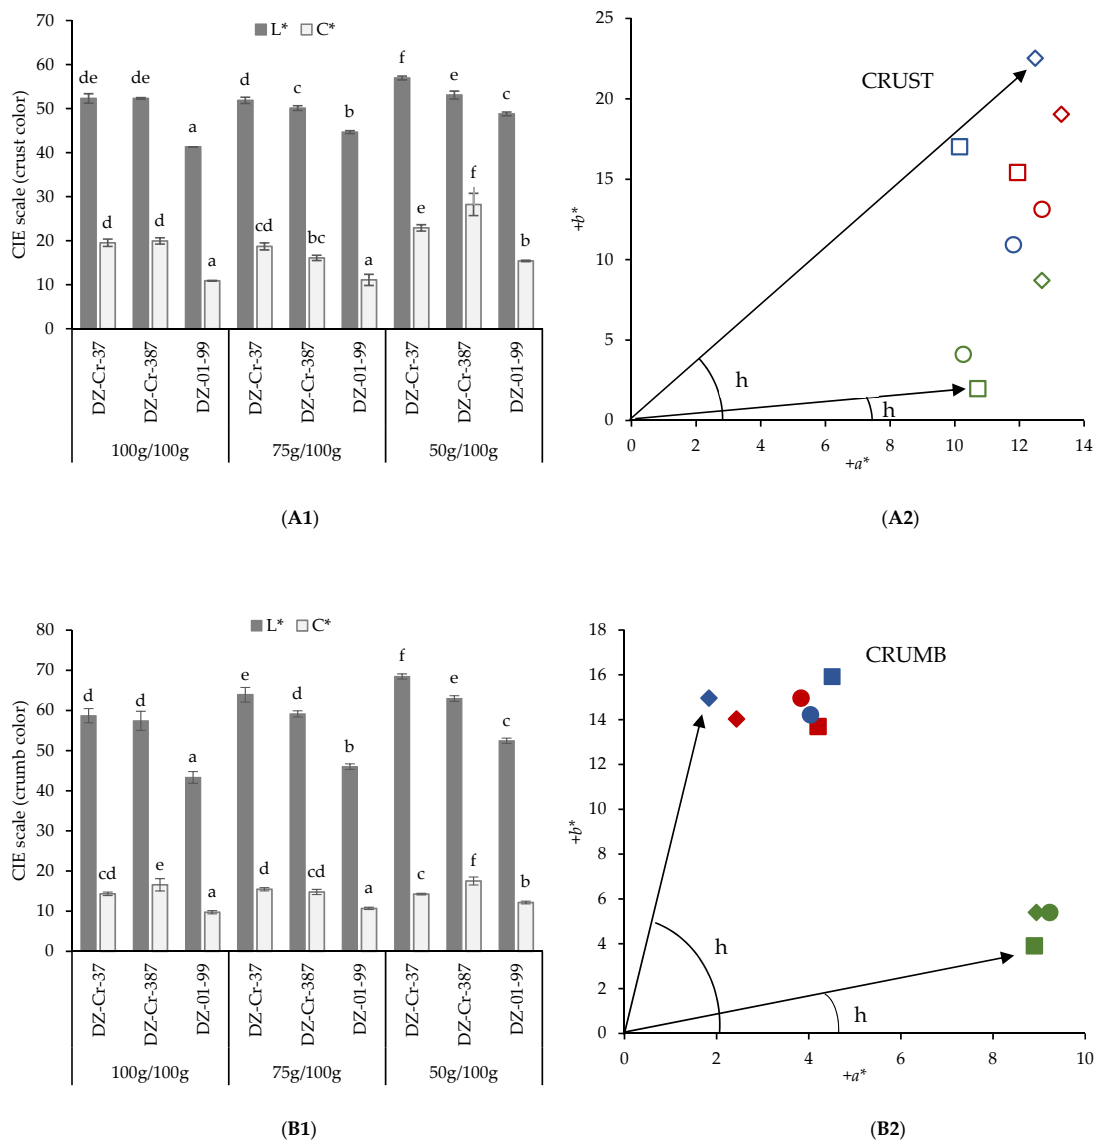 L* C*
CIE scale (crust color)
70
60
50
40
30
20
10
0
de de a d c b f e c
d d a cd bc a e f b
DZ-Cr-37 DZ-Cr-387 DZ-01-99 DZ-Cr-37 DZ-Cr-387 DZ-01-99 DZ-Cr-37 DZ-Cr-387 DZ-01-99
100g/100g 75g/100g 50g/100g
(A1)
CRUST
+b*
25
20
15
10
5
0
h
h
0 2 4 6 8 10 12 14
+a*
(A2)
L* C*
CIE scale (crumb color)
80
70
60
50
40
30
20
10
0
d d a e d b f e c
cd e a d cd a c f b
DZ-Cr-37 DZ-Cr-387 DZ-01-99 DZ-Cr-37 DZ-Cr-387 DZ-01-99 DZ-Cr-37 DZ-Cr-387 DZ-01-99
100g/100g 75g/100g 50g/100g
(B1)
CRUMB
+b*
18
16
14
12
10
8
6
4
2
0
h
h
0 2 4 6 8 10
+a*
(B2)